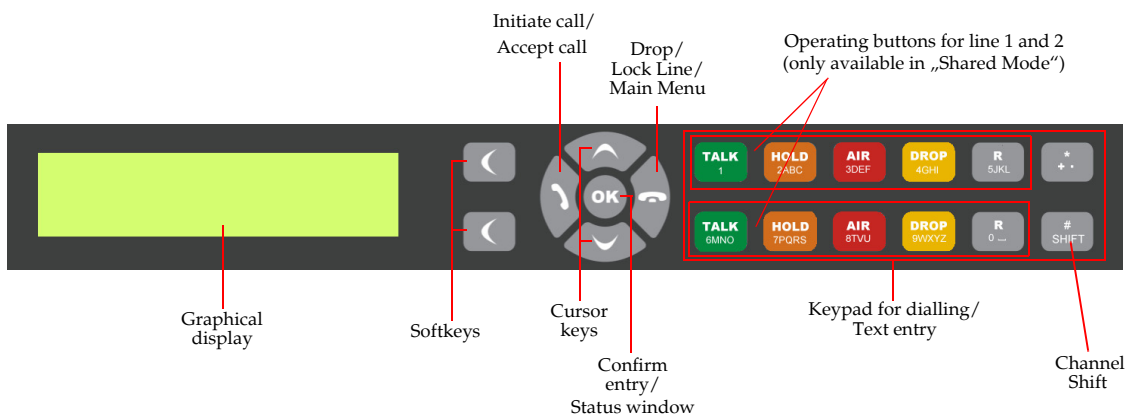 Initiate call/
Accept call
Drop/
Lock Line/
Main Menu
Operating buttons for line 1 and 2
(only available in „Shared Mode“)
TALK
1
HOLD
2ABC
AIR
3DEF
DROP
4GHI
R
5JKL
*
+ ·
OK
TALK
6MNO
HOLD
7PQRS
AIR
8TVU
DROP
9WXYZ
R
0 ⎵
#
SHIFT
Graphical
display
Softkeys
Cursor
keys
Confirm
entry/
Status window
Keypad for dialling/
Text entry
Channel
Shift